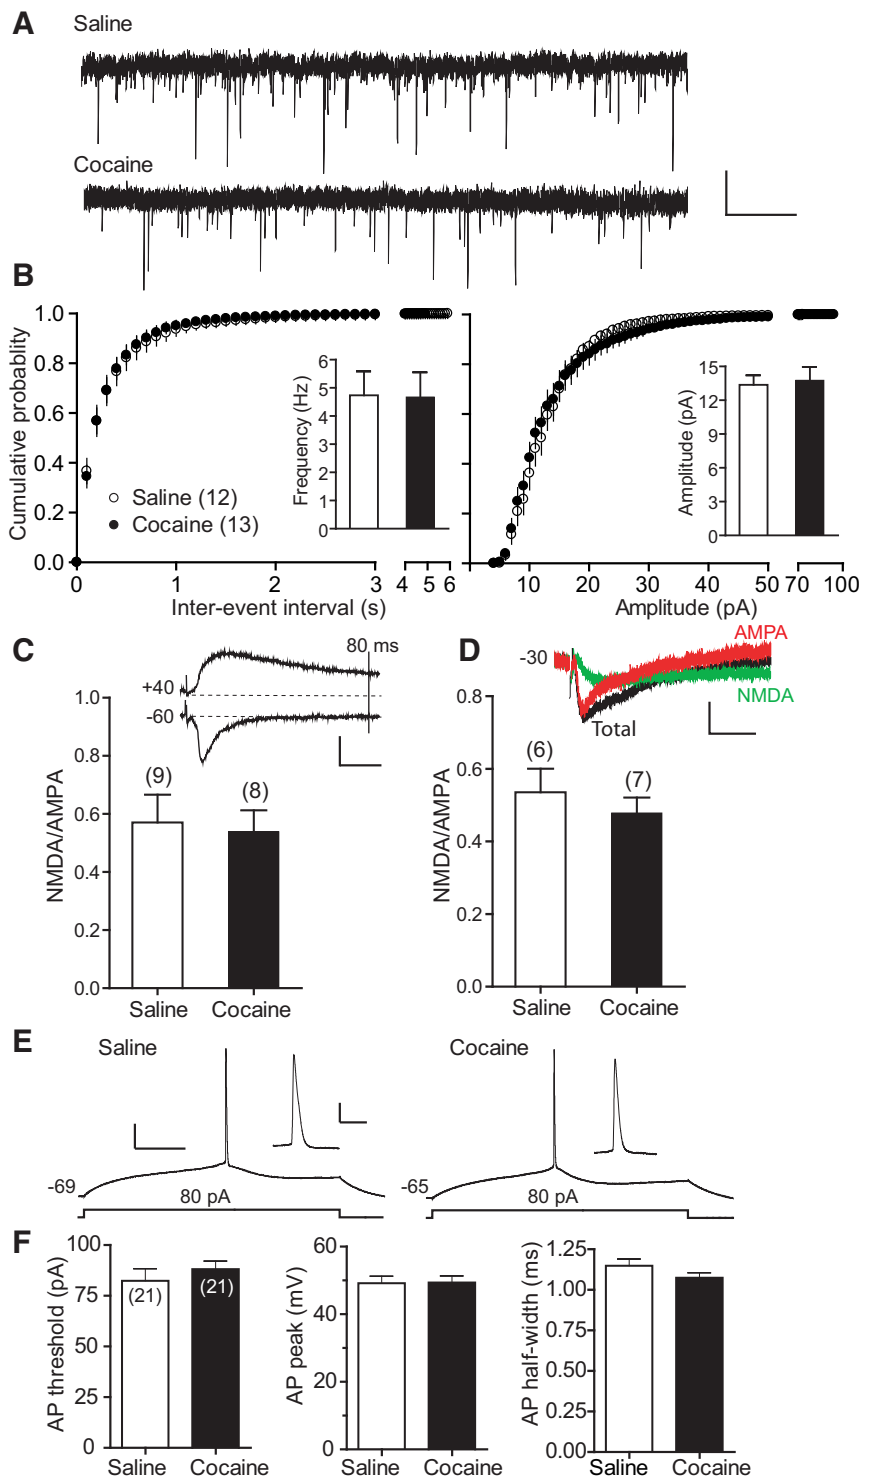 A
Saline
Cocaine
B
Cumulative probablity
1.0
0.8
0.6
0.4
0.2
0.0
Saline (12)
Cocaine (13)
0 1 2 3 4 5 6
Inter-event interval (s)
Frequency (Hz)
6
5
4
3
2
1
0
Amplitude (pA)
15
12
9
6
3
0
10 20 30 40 50 70 100
Amplitude (pA)
C
80 ms
+40
-60
NMDA/AMPA
1.0
0.8
0.6
0.4
0.2
0.0
(9)
(8)
Saline Cocaine
D
AMPA
-30
NMDA
Total
NMDA/AMPA
0.8
0.6
0.4
0.2
0.0
(6)
(7)
Saline Cocaine
E
Saline
Cocaine
-69
80 pA
-65
80 pA
F
AP threshold (pA)
100
75
50
25
0
(21)
(21)
Saline Cocaine
AP peak (mV)
60
40
20
0
Saline Cocaine
AP half-width (ms)
1.25
1.00
0.75
0.50
0.25
0.00
Saline Cocaine